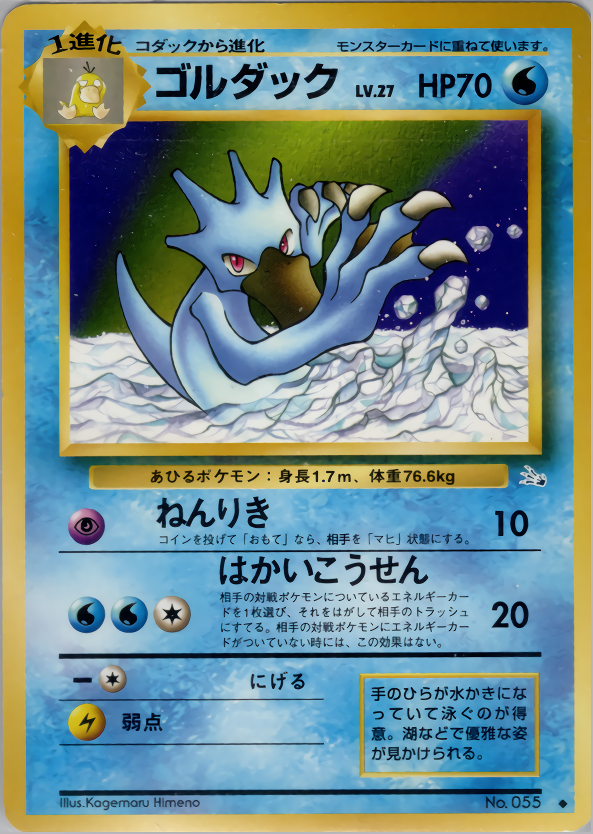 1進化
コダックから進化
モンスターカードに重ねて使います。
ゴルダック LV.27 HP70
あひるポケモン：身長1.7m、体重76.6kg
ねんりき
コインを投げて「おもて」なら、相手を「マヒ」状態にする。
10
はかいこうせん
相手の対戦ポケモンについているエネルギーカー
ドを1枚選び、それをはがして相手のトラッシュ
にすてる。相手の対戦ポケモンにエネルギーカー
ドがついていない時には、この効果はない。
20
にげる
弱点
手のひらが水かきにな
っていて泳ぐのが得
意。湖などで優雅な姿
が見かけられる。
Illus.Kagemaru Himeno
No. 055